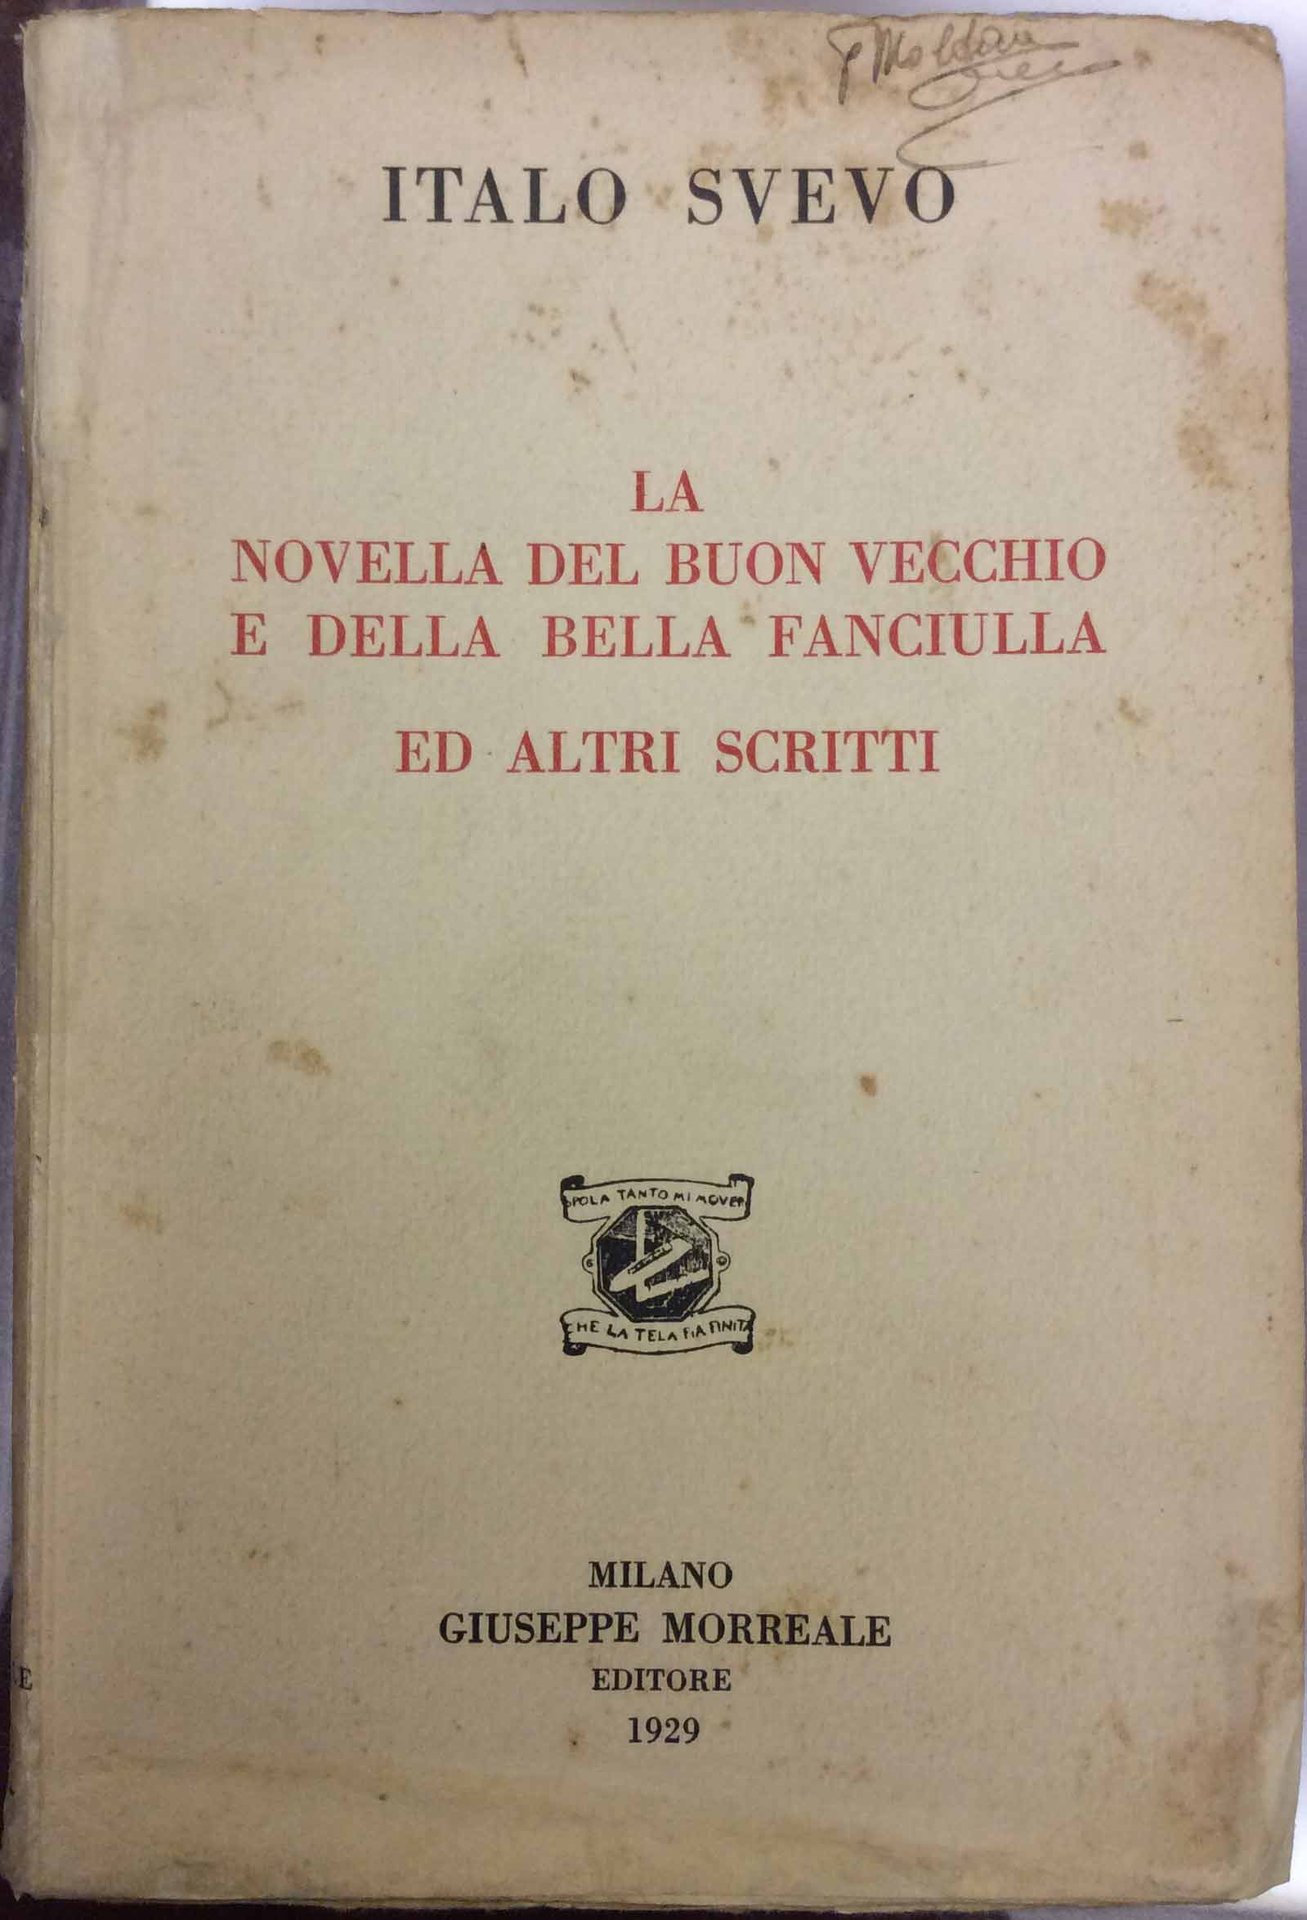 ITALO SVEVO
LA
NOVELLA DEL BUON VECCHIO
E DELLA BELLA FANCIULLA
ED ALTRI SCRITTI
SPOLA TANTO MI MOVER
CHE LA TELA FIA FINITA
MILANO
GIUSEPPE MORREALE
EDITORE
1929